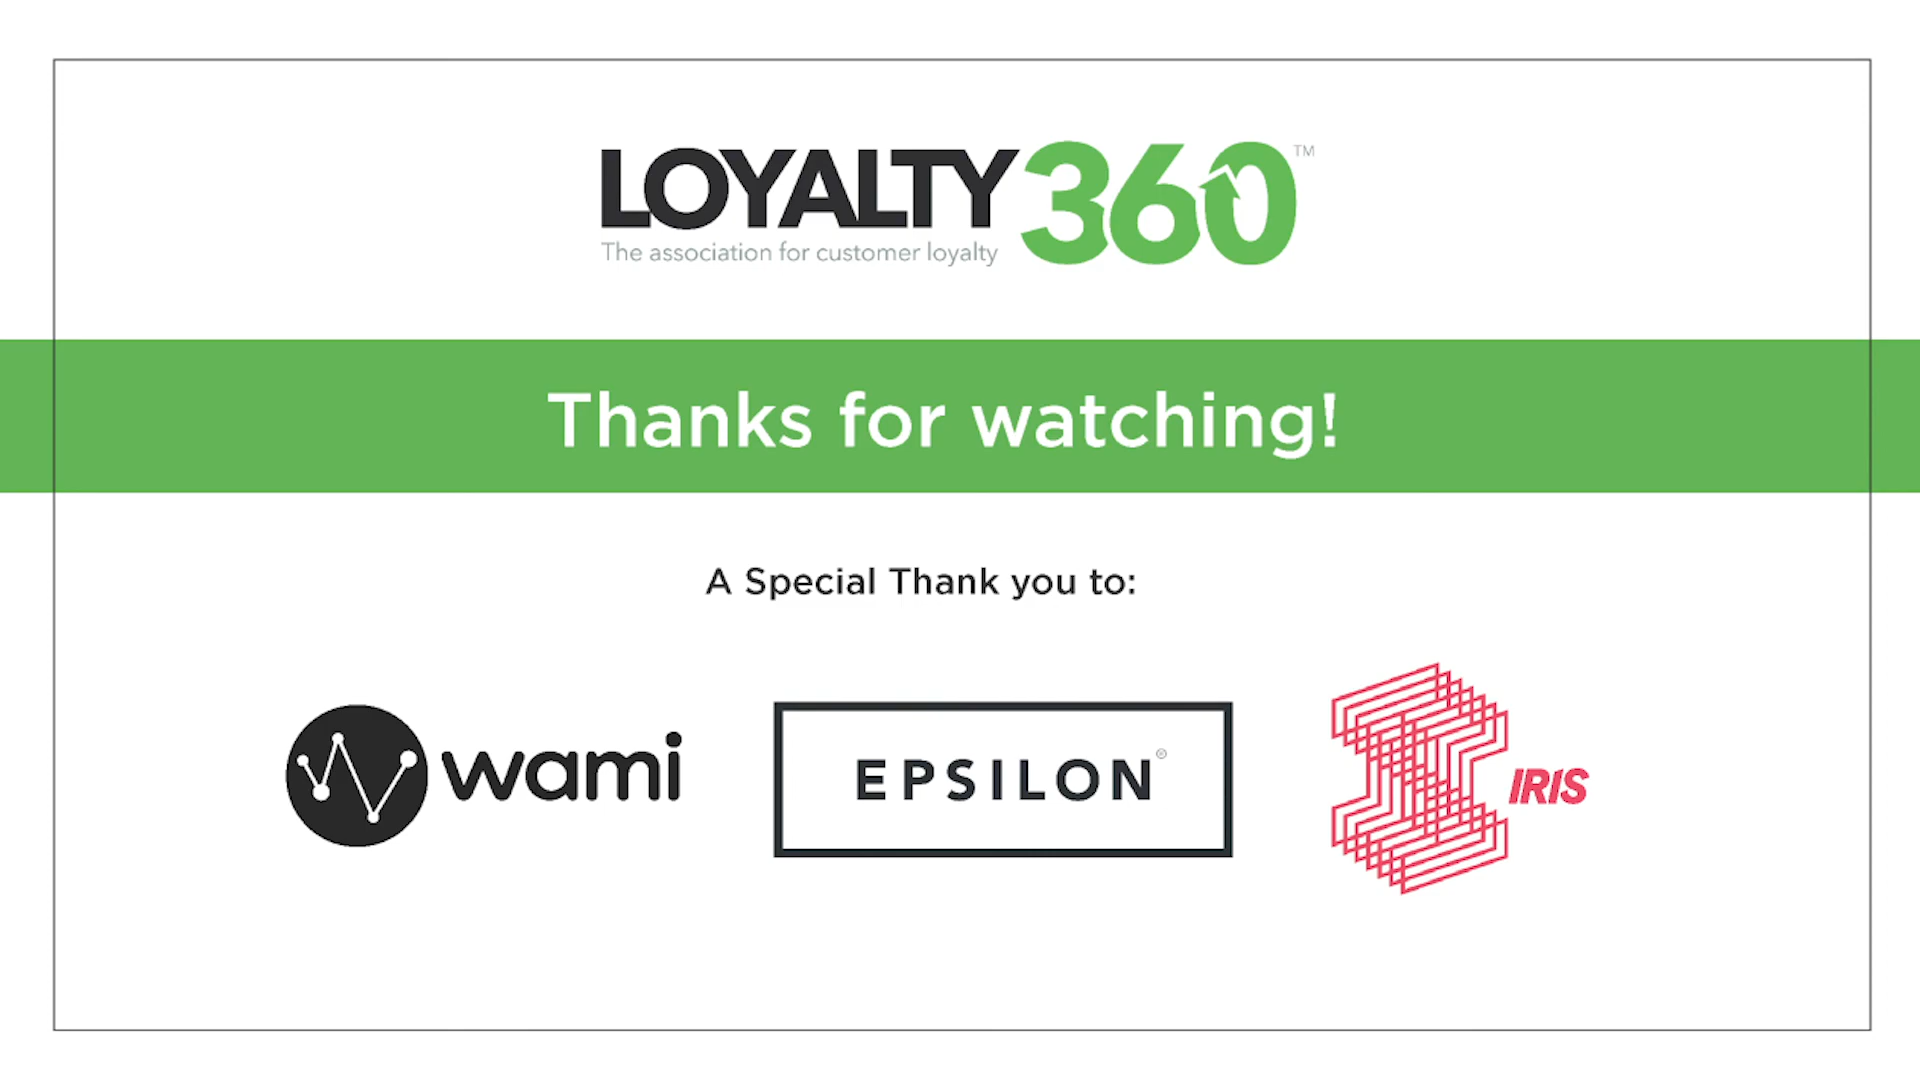 LOYALTY360™
The association for customer loyalty
Thanks for watching!
A Special Thank you to:
wami
EPSILON®
IRIS